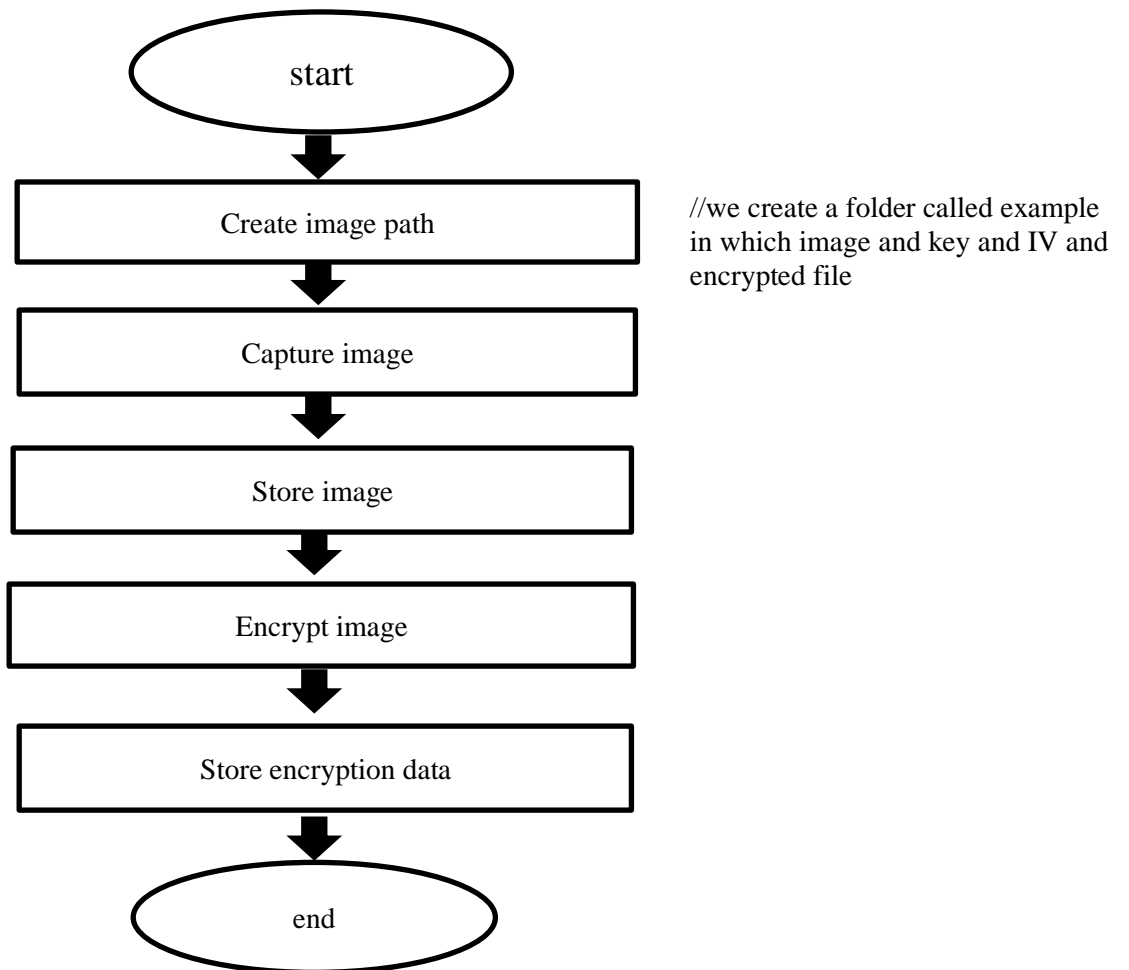 start
Create image path
//we create a folder called example
in which image and key and IV and
encrypted file
Capture image
Store image
Encrypt image
Store encryption data
end